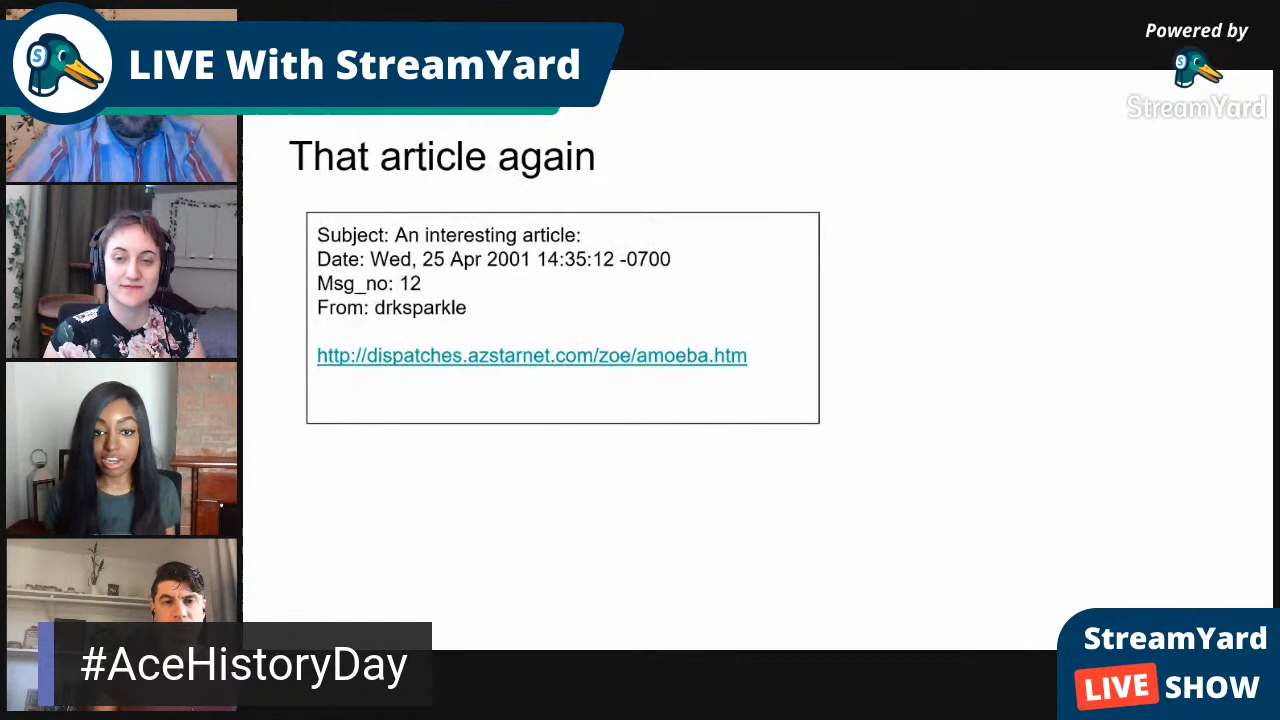 LIVE With StreamYard
Powered by
StreamYard
That article again
Subject: An interesting article:
Date: Wed, 25 Apr 2001 14:35:12 -0700
Msg_no: 12
From: drksparkle
http://dispatches.azstarnet.com/zoe/amoeba.htm
#AceHistoryDay
StreamYard
LIVE SHOW